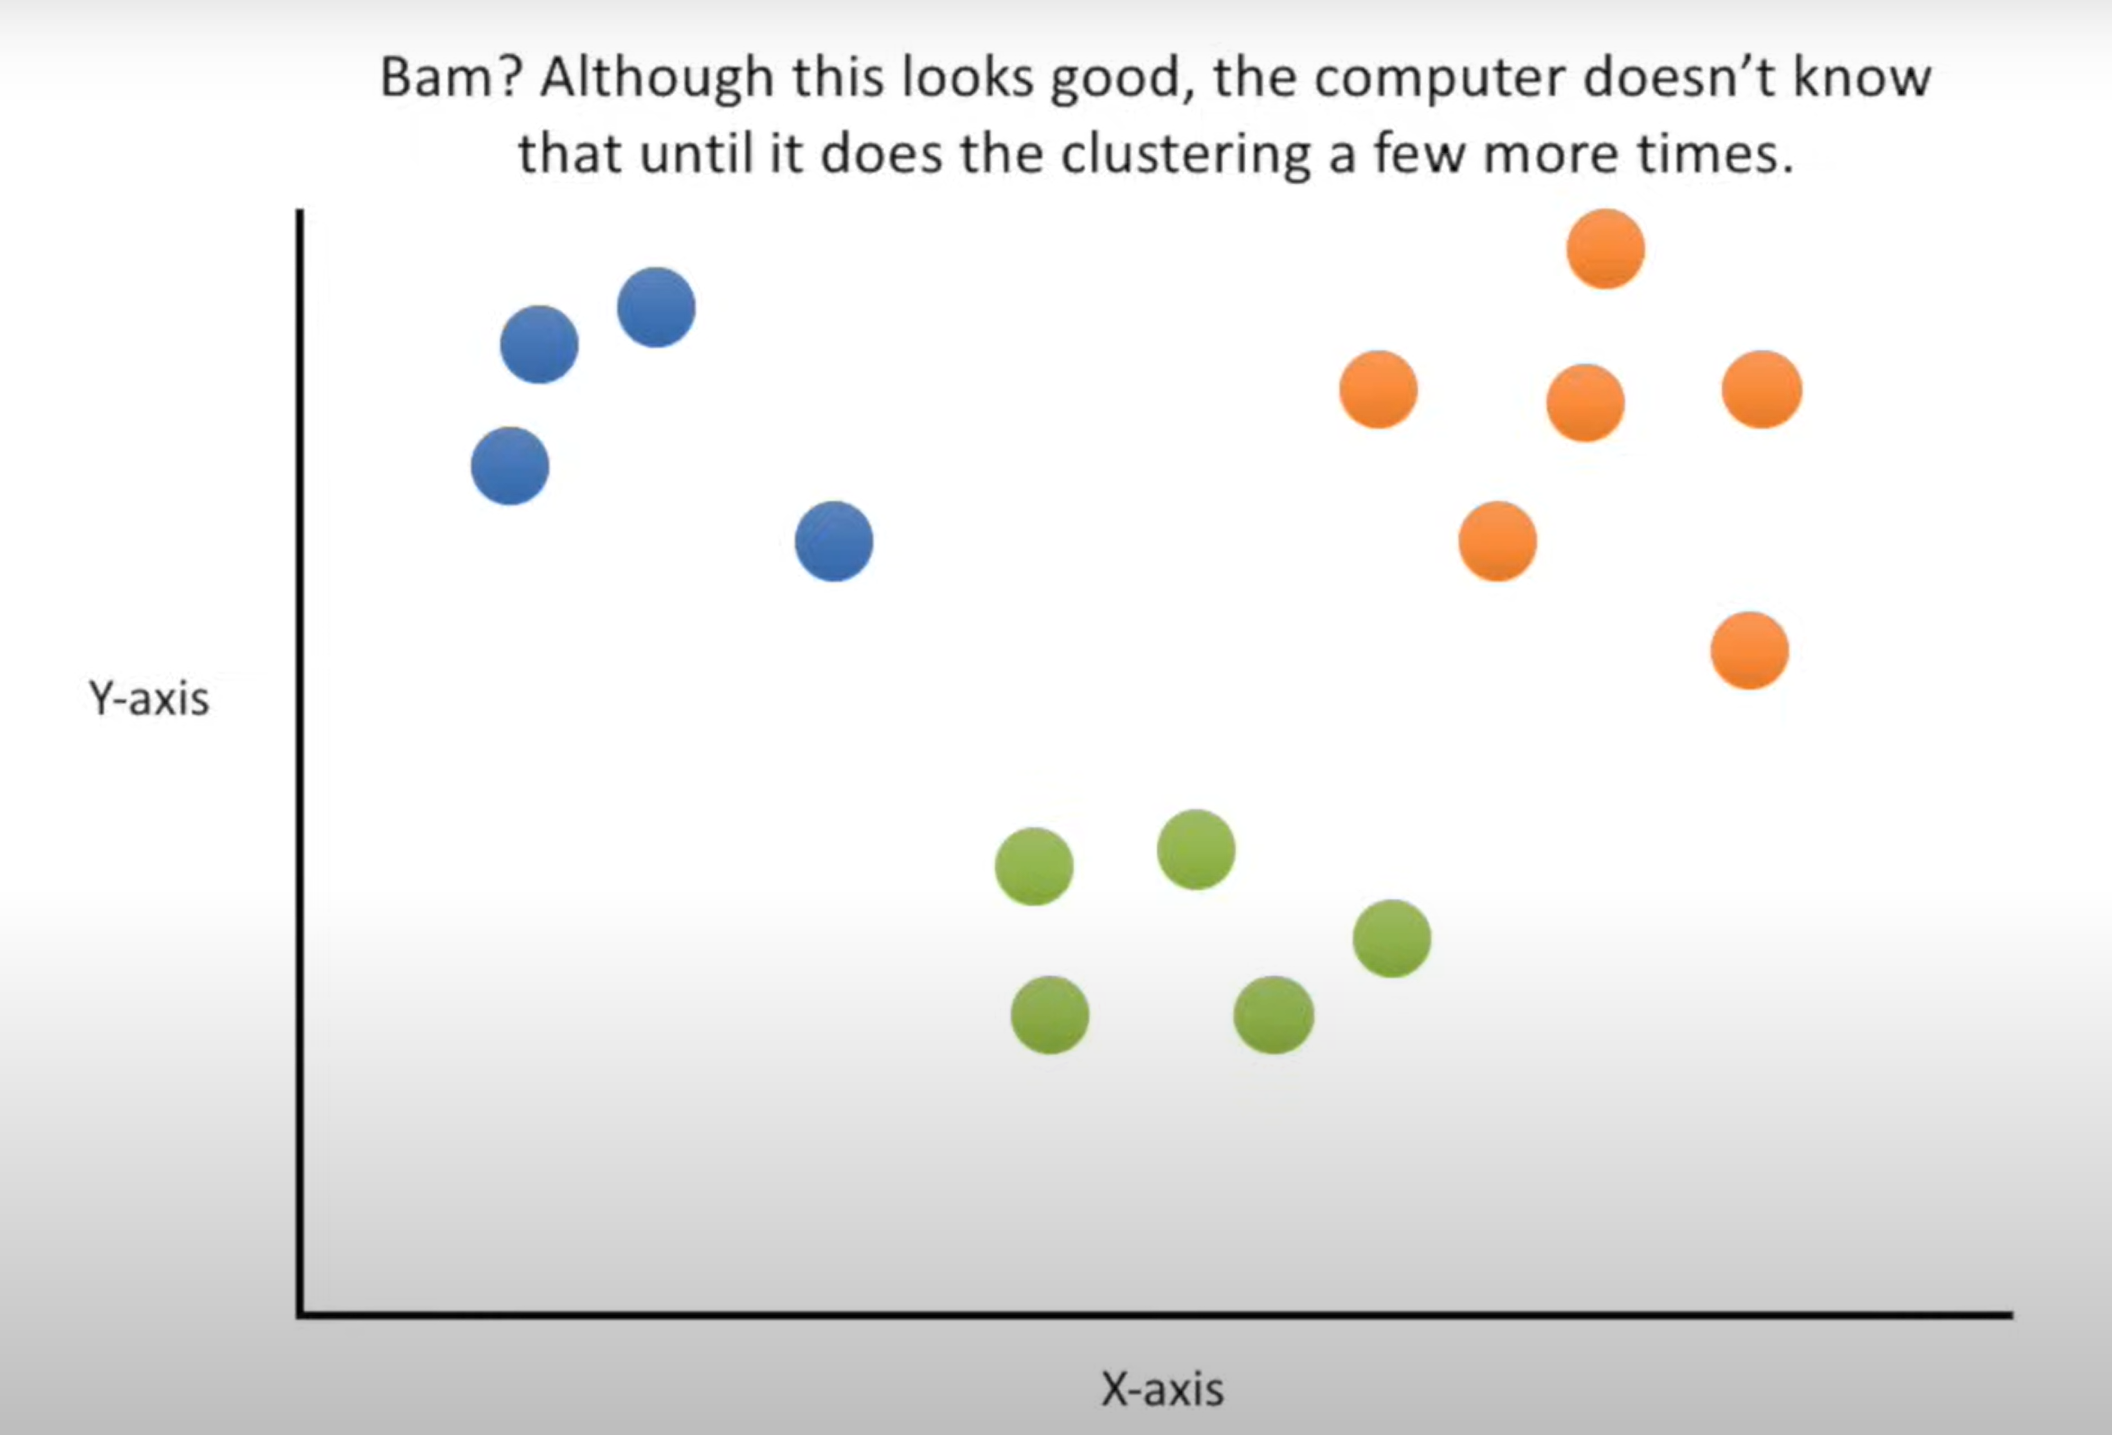 Bam? Although this looks good, the computer doesn’t know
that until it does the clustering a few more times.
Y-axis
X-axis